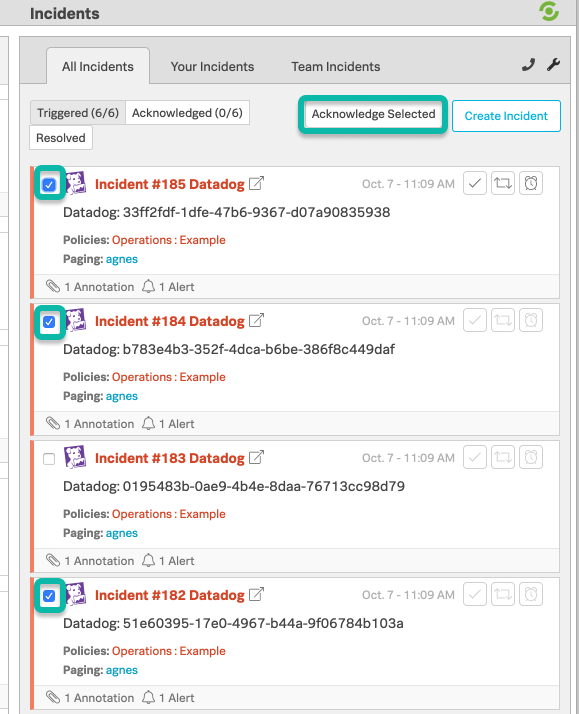 Incidents
All Incidents Your Incidents Team Incidents
Triggered (6/6) Acknowledged (0/6) Acknowledge Selected Create Incident
Resolved
Incident #185 Datadog Oct. 7 - 11:09 AM
Datadog: 33ff2fdf-1dfe-47b6-9367-d07a90835938
Policies: Operations : Example
Paging: agnes
1 Annotation 1 Alert
Incident #184 Datadog Oct. 7 - 11:09 AM
Datadog: b783e4b3-352f-4dca-b6be-386f8c449daf
Policies: Operations : Example
Paging: agnes
1 Annotation 1 Alert
Incident #183 Datadog Oct. 7 - 11:09 AM
Datadog: 0195483b-0ae9-4b4e-8daa-76713cc98d79
Policies: Operations : Example
Paging: agnes
1 Annotation 1 Alert
Incident #182 Datadog Oct. 7 - 11:09 AM
Datadog: 51e60395-17e0-4967-b44a-9f06784b103a
Policies: Operations : Example
Paging: agnes
1 Annotation 1 Alert